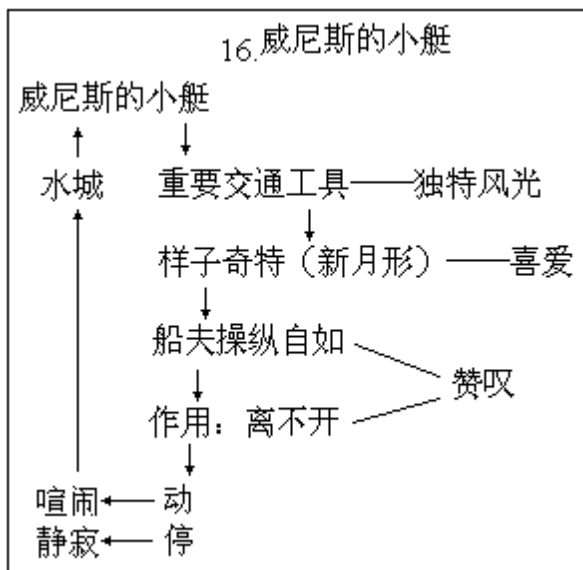 16.威尼斯的小艇
威尼斯的小艇
水城 重要交通工具——独特风光
样子奇特（新月形）——喜爱
船夫操纵自如
赞叹
作用：离不开
喧闹 动
静寂 停